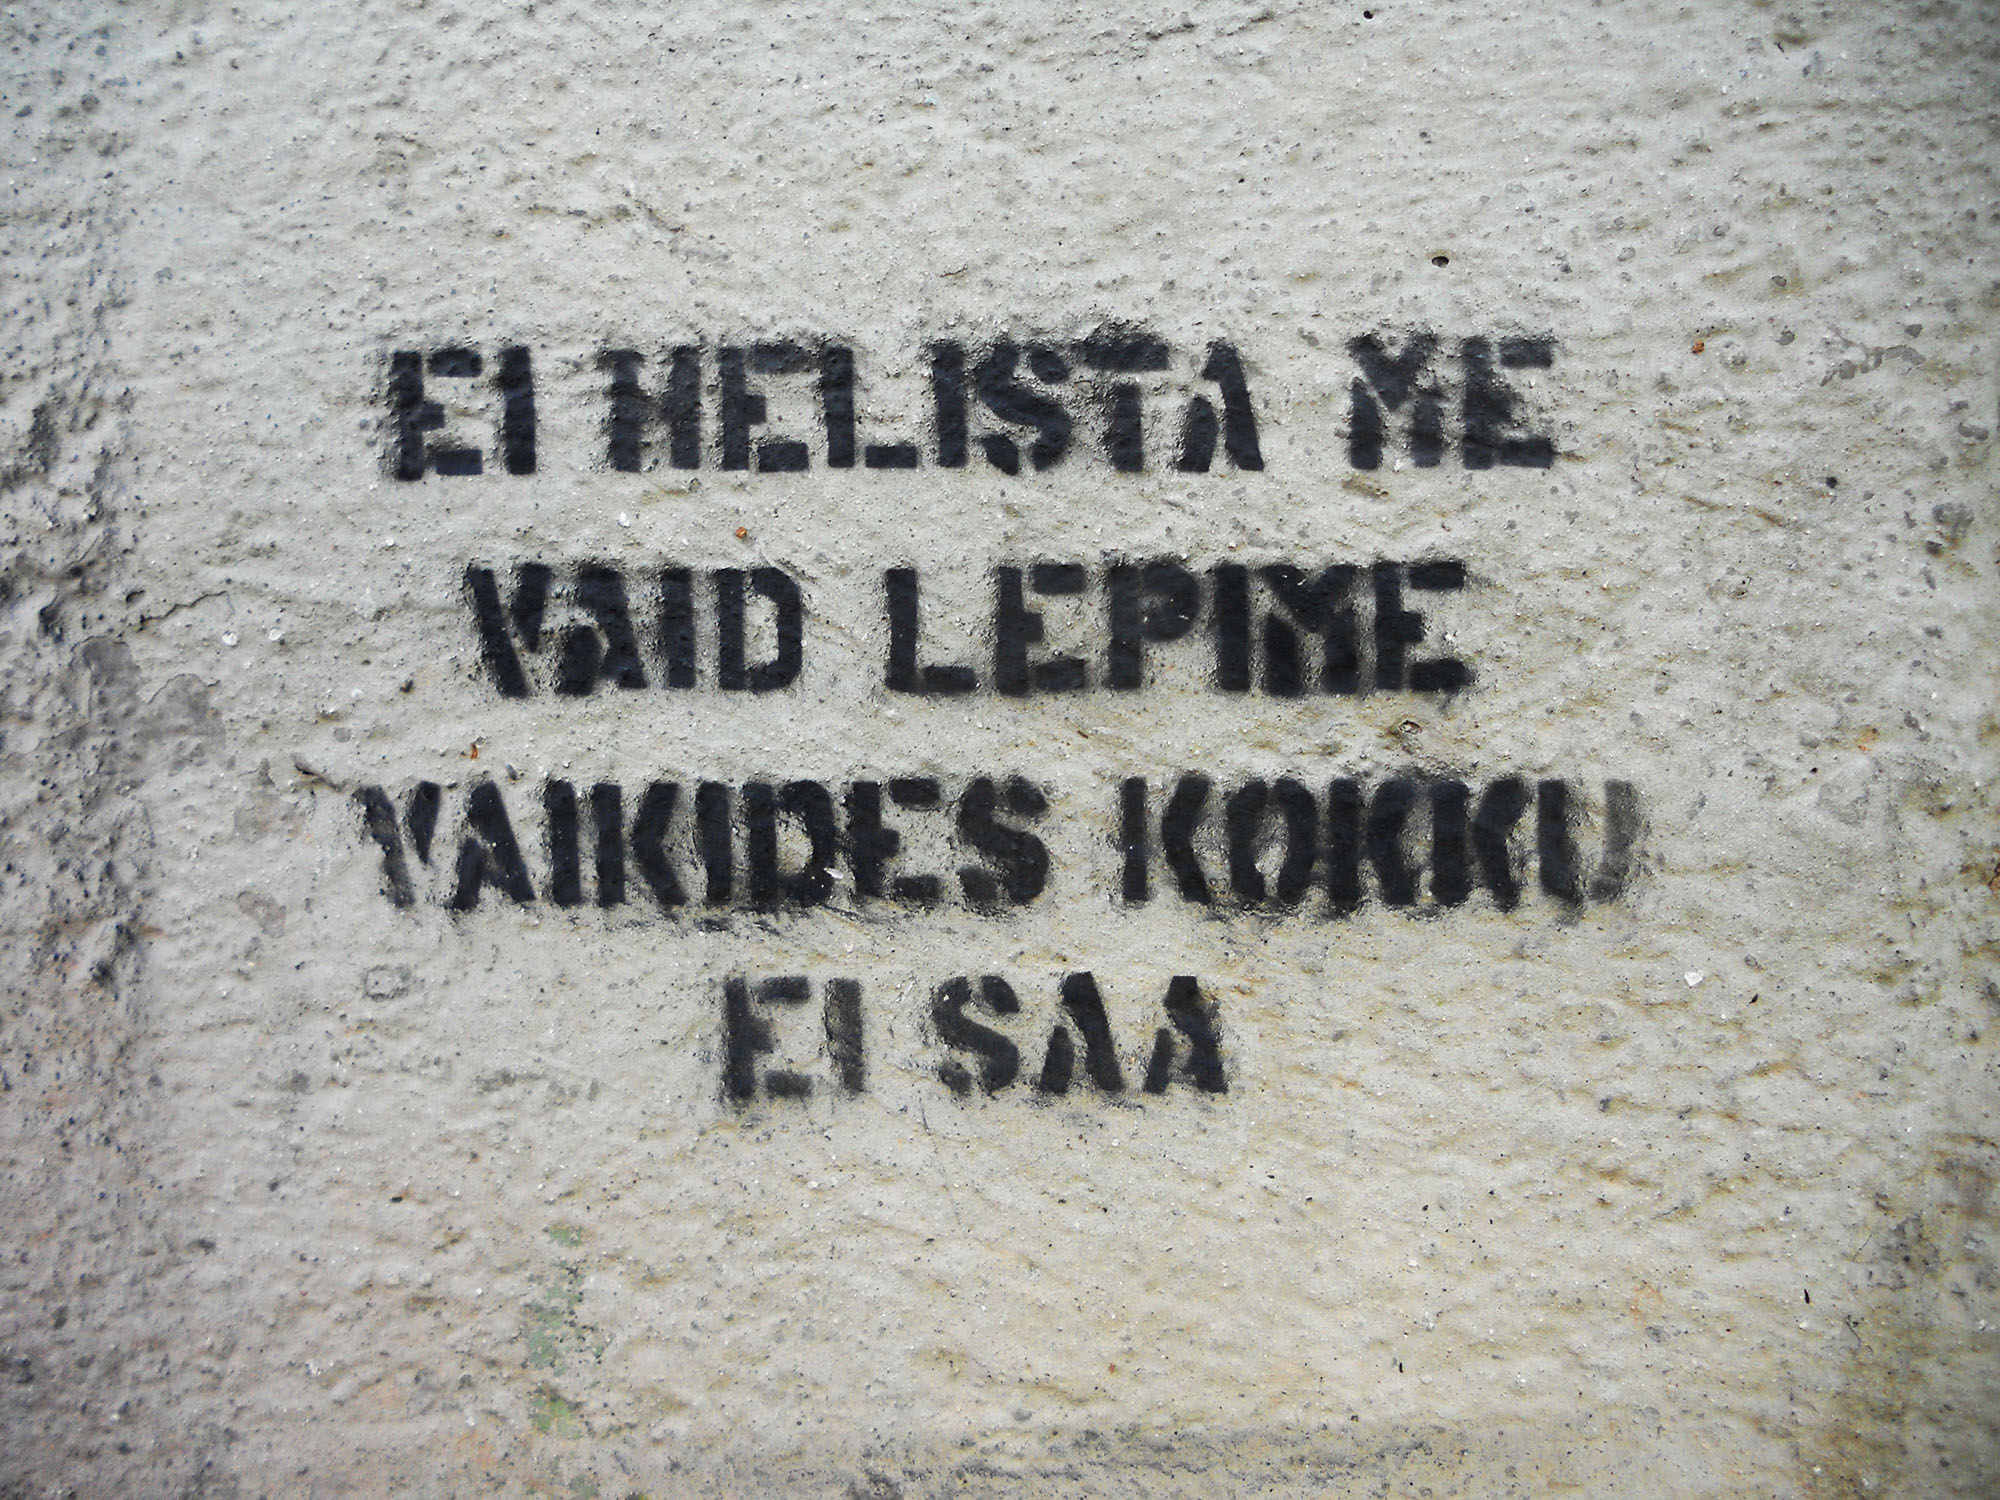 EI HELISTA ME
VAID LEPIME
VAIKIDES KOKKU
EI SAA